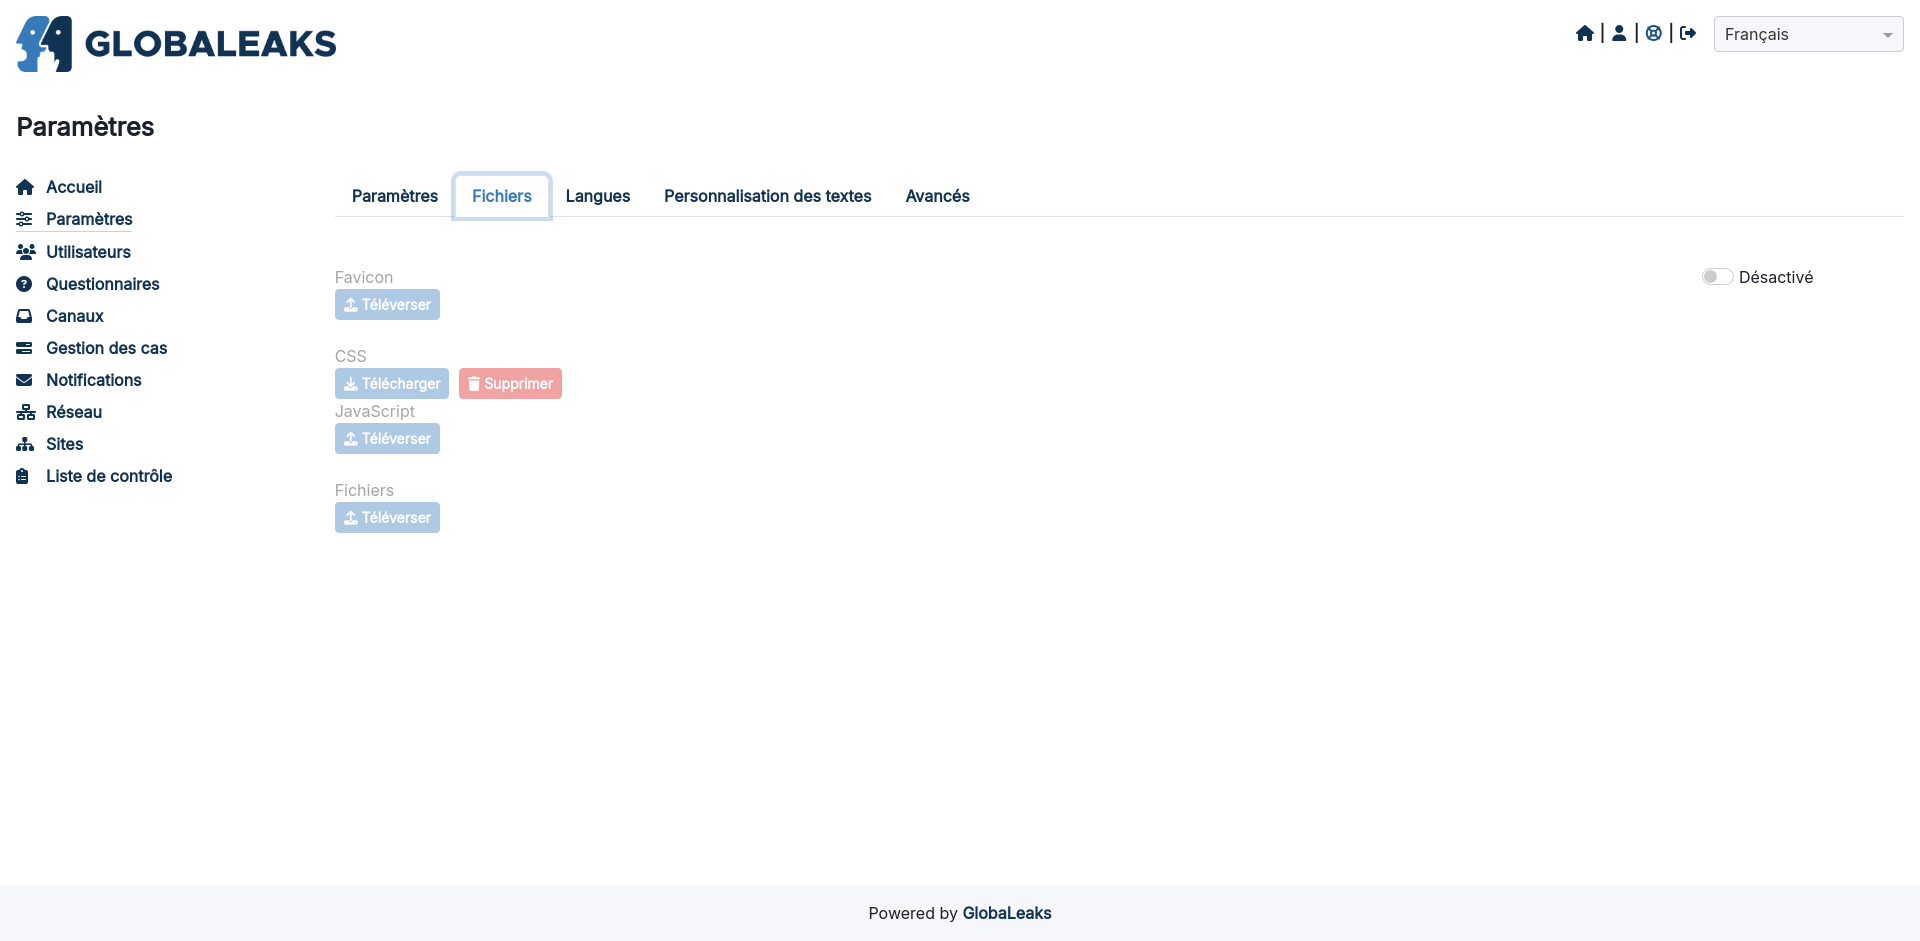 GLOBALEAKS
Français
Paramètres
Accueil
Paramètres
Utilisateurs
Questionnaires
Canaux
Gestion des cas
Notifications
Réseau
Sites
Liste de contrôle
Paramètres Fichiers Langues Personnalisation des textes Avancés
Favicon
Désactivé
Téléverser
CSS
Télécharger Supprimer
JavaScript
Téléverser
Fichiers
Téléverser
Powered by GlobaLeaks